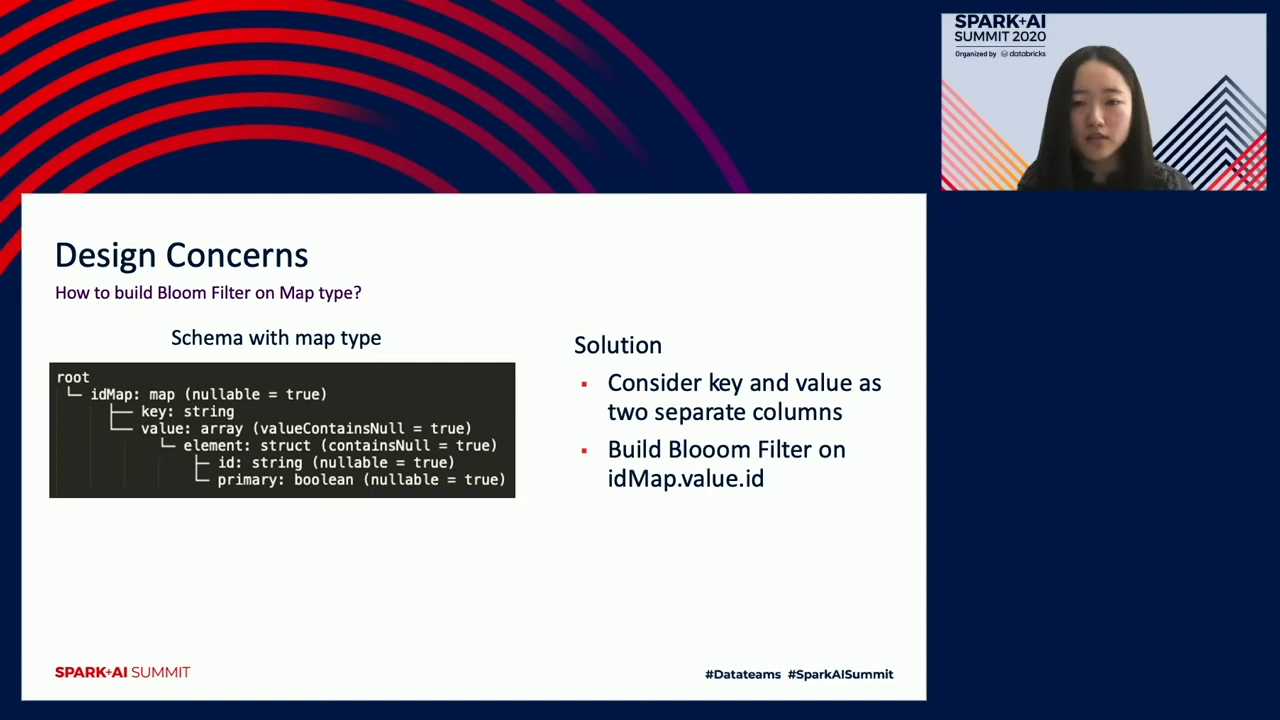 SPARK+AI
SUMMIT 2020
Organized by databricks
Design Concerns
How to build Bloom Filter on Map type?
Schema with map type
root
idMap: map (nullable = true)
key: string
value: array (valueContainsNull = true)
element: struct (containsNull = true)
id: string (nullable = true)
primary: boolean (nullable = true)
Solution
▪ Consider key and value as
two separate columns
▪ Build Blooom Filter on
idMap.value.id
SPARK+AI SUMMIT
#Datateams #SparkAISummit